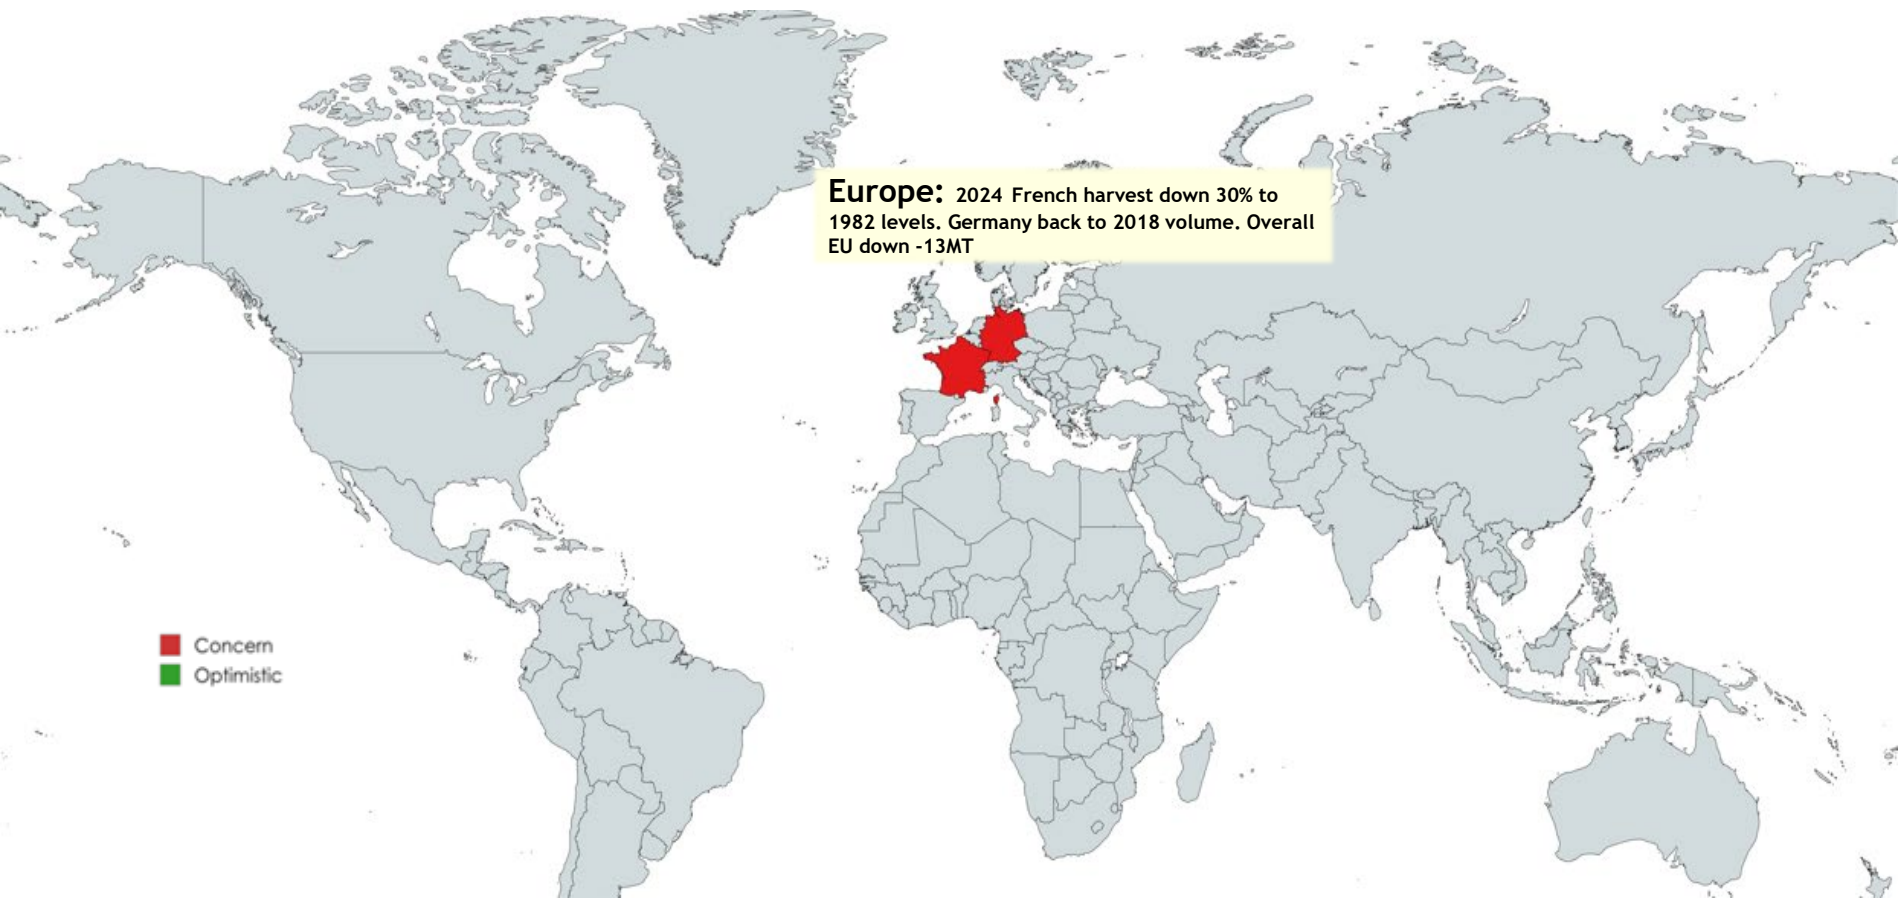 Europe: 2024 French harvest down 30% to
1982 levels. Germany back to 2018 volume. Overall
EU down -13MT
Concern
Optimistic